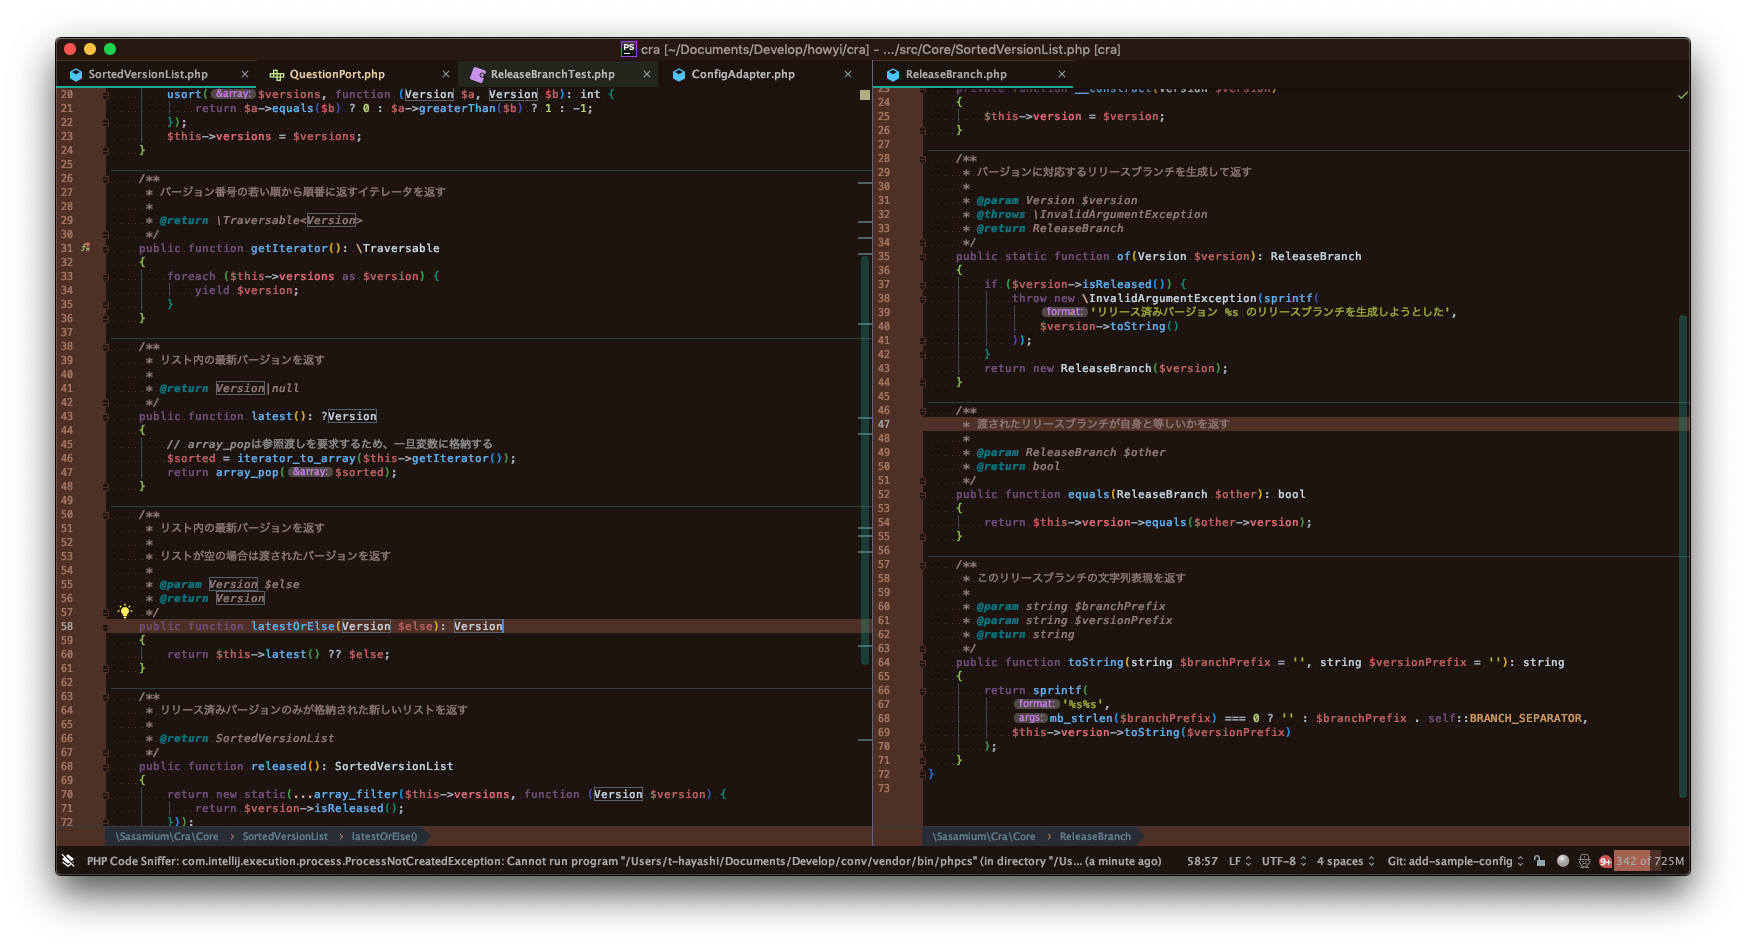 PS cra [~/Documents/Develop/howyi/cra] - .../src/Core/SortedVersionList.php [cra]
SortedVersionList.php × QuestionPort.php × ReleaseBranchTest.php × ConfigAdapter.php ×
20 usort( &array: $versions, function (Version $a, Version $b): int {
21 return $a->equals($b) ? 0 : $a->greaterThan($b) ? 1 : -1;
22 });
23 $this->versions = $versions;
24 }
25
26 /**
27 * バージョン番号の若い順から順番に返すイテレータを返す
28 *
29 * @return \Traversable<Version>
30 */
31 public function getIterator(): \Traversable
32 {
33 foreach ($this->versions as $version) {
34 yield $version;
35 }
36 }
37
38 /**
39 * リスト内の最新バージョンを返す
40 *
41 * @return Version|null
42 */
43 public function latest(): ?Version
44 {
45 // array_popは参照渡しを要求するため、一旦変数に格納する
46 $sorted = iterator_to_array($this->getIterator());
47 return array_pop( &array: $sorted);
48 }
49
50 /**
51 * リスト内の最新バージョンを返す
52 *
53 * リストが空の場合は渡されたバージョンを返す
54 *
55 * @param Version $else
56 * @return Version
57 */
58 public function latestOrElse(Version $else): Version
59 {
60 return $this->latest() ?? $else;
61 }
62
63 /**
64 * リリース済みバージョンのみが格納された新しいリストを返す
65 *
66 * @return SortedVersionList
67 */
68 public function released(): SortedVersionList
69 {
70 return new static(...array_filter($this->versions, function (Version $version) {
71 return $version->isReleased();
72 }));
\Sasamium\Cra\Core › SortedVersionList › latestOrElse()
ReleaseBranch.php ×
23 private function __construct(Version $version)
24 {
25 $this->version = $version;
26 }
27
28 /**
29 * バージョンに対応するリリースブランチを生成して返す
30 *
31 * @param Version $version
32 * @throws \InvalidArgumentException
33 * @return ReleaseBranch
34 */
35 public static function of(Version $version): ReleaseBranch
36 {
37 if ($version->isReleased()) {
38 throw new \InvalidArgumentException(sprintf(
39 format: 'リリース済みバージョン %s のリリースブランチを生成しようとした',
40 $version->toString()
41 ));
42 }
43 return new ReleaseBranch($version);
44 }
45
46 /**
47 * 渡されたリリースブランチが自身と等しいかを返す
48 *
49 * @param ReleaseBranch $other
50 * @return bool
51 */
52 public function equals(ReleaseBranch $other): bool
53 {
54 return $this->version->equals($other->version);
55 }
56
57 /**
58 * このリリースブランチの文字列表現を返す
59 *
60 * @param string $branchPrefix
61 * @param string $versionPrefix
62 * @return string
63 */
64 public function toString(string $branchPrefix = '', string $versionPrefix = ''): string
65 {
66 return sprintf(
67 format: '%s%s',
68 args: mb_strlen($branchPrefix) === 0 ? '' : $branchPrefix . self::BRANCH_SEPARATOR,
69 $this->version->toString($versionPrefix)
70 );
71 }
72 }
73
\Sasamium\Cra\Core › ReleaseBranch
PHP Code Sniffer: com.intellij.execution.process.ProcessNotCreatedException: Cannot run program "/Users/t-hayashi/Documents/Develop/conv/vendor/bin/phpcs" (in directory "/Us... (a minute ago) 58:57 LF UTF-8 4 spaces Git: add-sample-config 9+ 342 of 725M